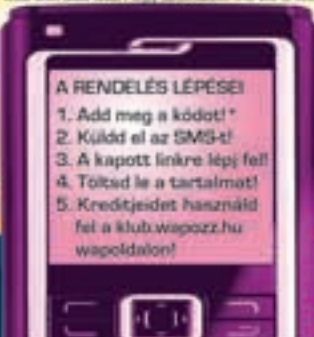 A RENDELÉS LÉPÉSEI
1. Add meg a kódot!*
2. Küldd el az SMS-t!
3. A kapott linkre lépj fel!
4. Töltsd le a tartalmat!
5. Kreditjeidet használd
fel a klub.wapozz.hu
wapoldalon!